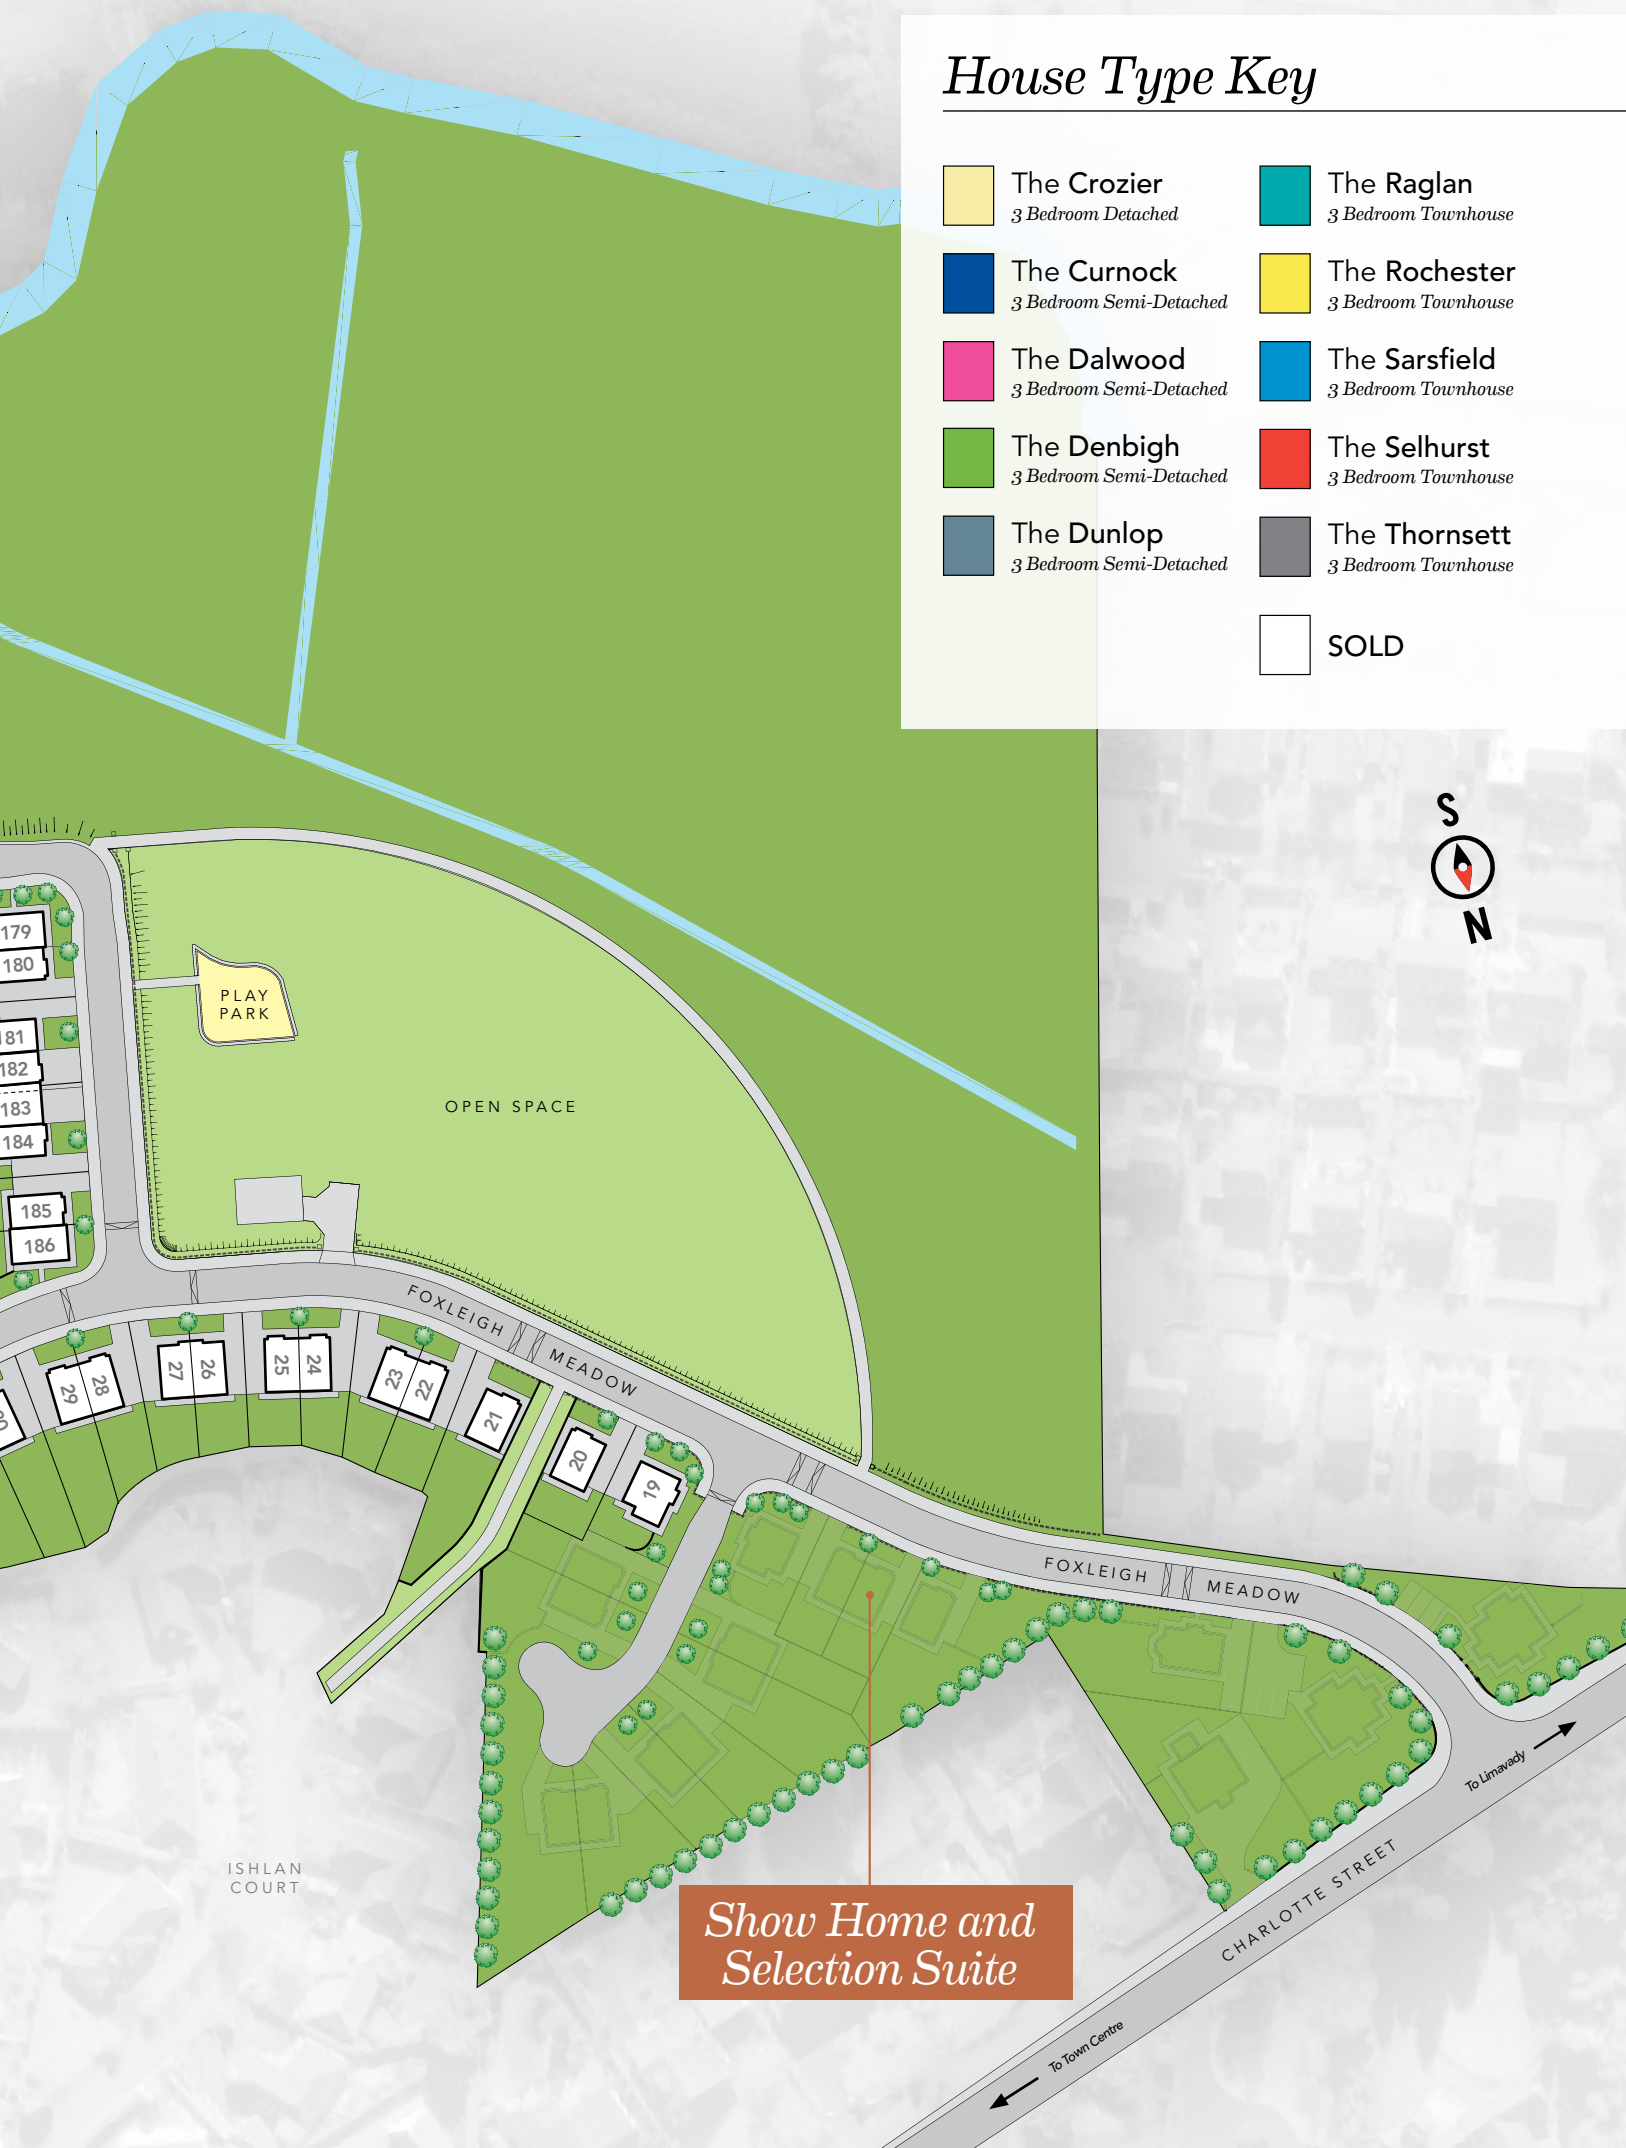 House Type Key
The Crozier
3 Bedroom Detached
The Curnock
3 Bedroom Semi-Detached
The Dalwood
3 Bedroom Semi-Detached
The Denbigh
3 Bedroom Semi-Detached
The Dunlop
3 Bedroom Semi-Detached
The Raglan
3 Bedroom Townhouse
The Rochester
3 Bedroom Townhouse
The Sarsfield
3 Bedroom Townhouse
The Selhurst
3 Bedroom Townhouse
The Thornsett
3 Bedroom Townhouse
SOLD
S
N
179
180
181
182
183
184
185
186
PLAY
PARK
OPEN SPACE
FOXLEIGH MEADOW
29
28
27
26
25
24
23
22
21
20
19
FOXLEIGH MEADOW
To Limavady
CHARLOTTE STREET
To Town Centre
ISHLAN
COURT
Show Home and
Selection Suite